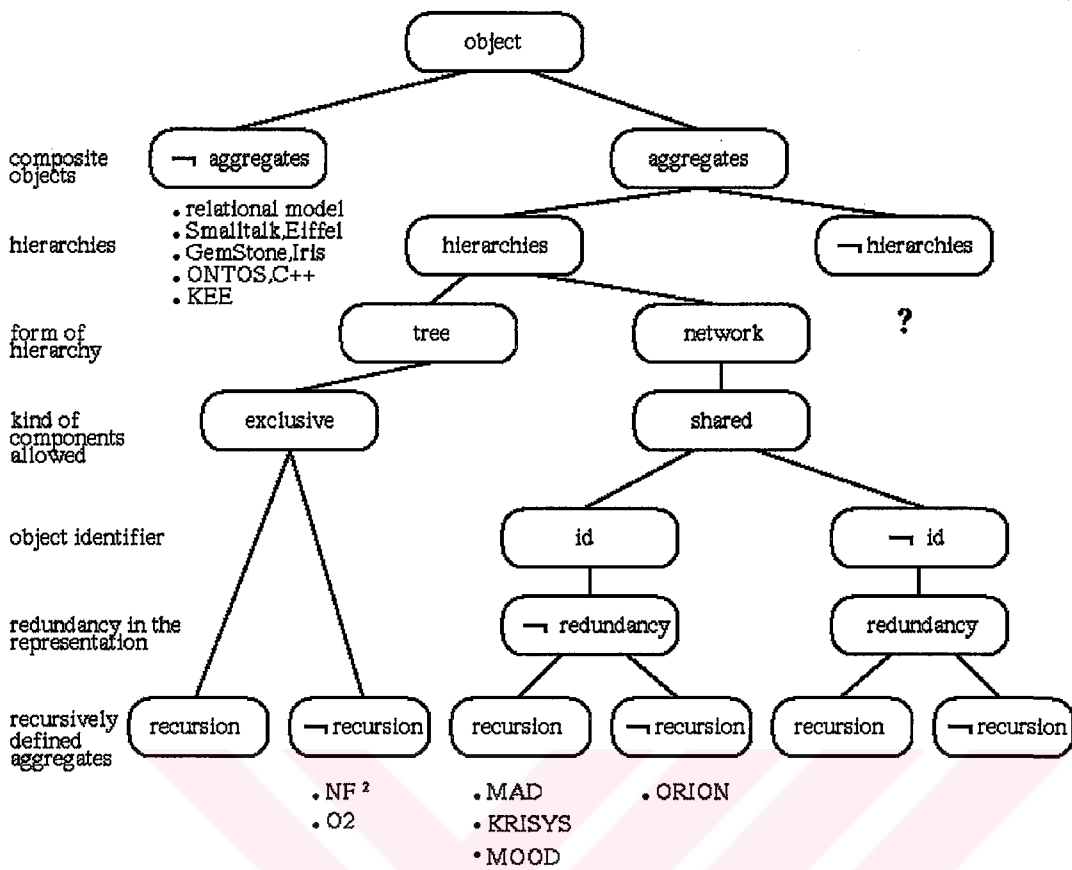 object
composite
objects
¬ aggregates
aggregates
. relational model
. Smalltalk,Eiffel
. GemStone,Iris
. ONTOS,C++
. KEE
hierarchies
hierarchies
¬ hierarchies
form of
hierarchy
tree
network
?
kind of
components
allowed
exclusive
shared
object identifier
id
¬ id
redundancy in the
representation
¬ redundancy
redundancy
recursively
defined
aggregates
recursion
¬ recursion
recursion
¬ recursion
recursion
¬ recursion
. NF²
. O2
. MAD
. KRISYS
• MOOD
. ORION